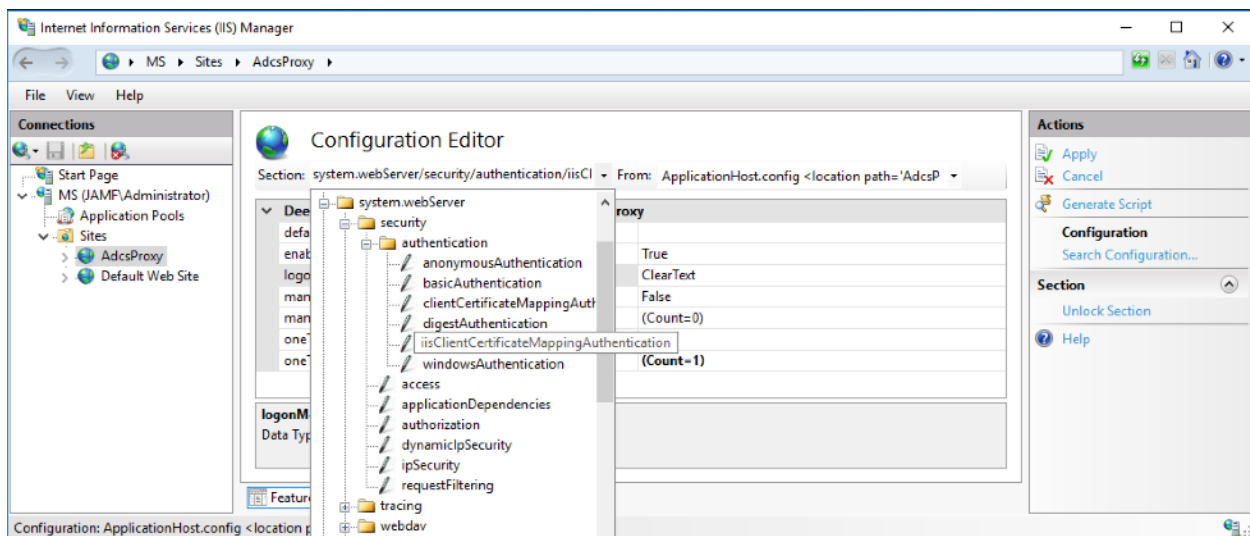 Internet Information Services (IIS) Manager
MS Sites AdcsProxy
File View Help
Connections
Start Page
MS (JAMF\Administrator)
Application Pools
Sites
AdcsProxy
Default Web Site
Configuration Editor
Section: system.webServer/security/authentication/iisCl From: ApplicationHost.config <location path='AdcsP
system.webServer
security
authentication
anonymousAuthentication
basicAuthentication
clientCertificateMappingAuth
digestAuthentication
iisClientCertificateMappingAuthentication
windowsAuthentication
access
applicationDependencies
authorization
dynamicIpSecurity
ipSecurity
requestFiltering
tracing
webdav
Dee
roxy
defa
enab
True
logo
ClearText
man
False
man
(Count=0)
one
one
(Count=1)
logonM
Data Typ
Featur
Actions
Apply
Cancel
Generate Script
Configuration
Search Configuration...
Section
Unlock Section
Help
Configuration: ApplicationHost.config <location p